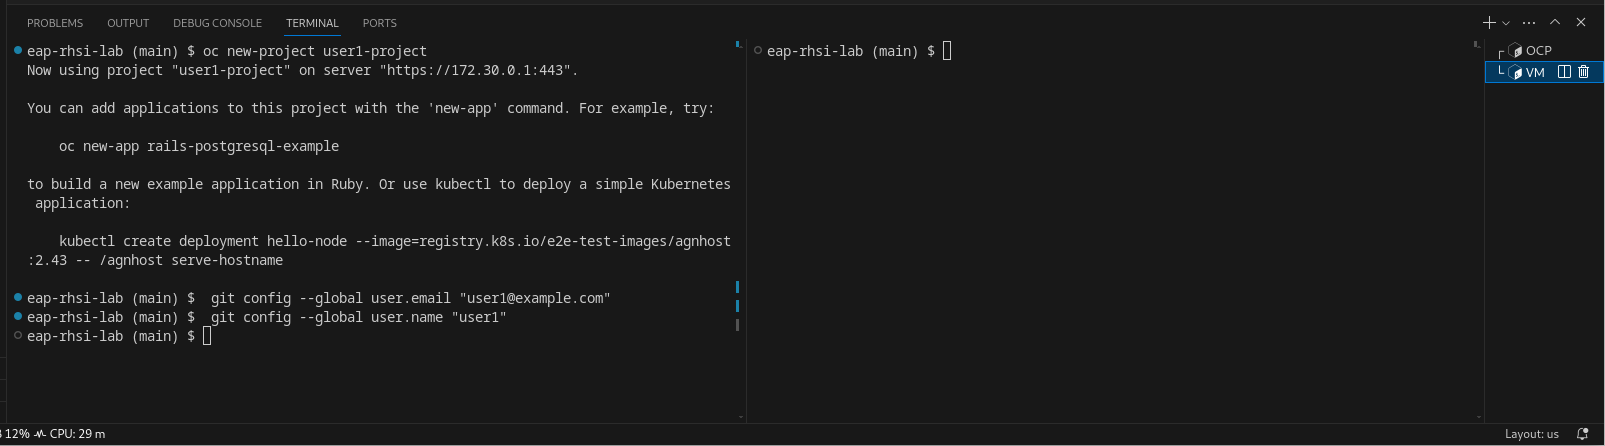 PROBLEMS OUTPUT DEBUG CONSOLE TERMINAL PORTS
eap-rhsi-lab (main) $ oc new-project user1-project
Now using project "user1-project" on server "https://172.30.0.1:443".
You can add applications to this project with the 'new-app' command. For example, try:
oc new-app rails-postgresql-example
to build a new example application in Ruby. Or use kubectl to deploy a simple Kubernetes
application:
kubectl create deployment hello-node --image=registry.k8s.io/e2e-test-images/agnhost
:2.43 -- /agnhost serve-hostname
eap-rhsi-lab (main) $  git config --global user.email "user1@example.com"
eap-rhsi-lab (main) $  git config --global user.name "user1"
eap-rhsi-lab (main) $
eap-rhsi-lab (main) $
OCP
VM
12% CPU: 29 m
Layout: us